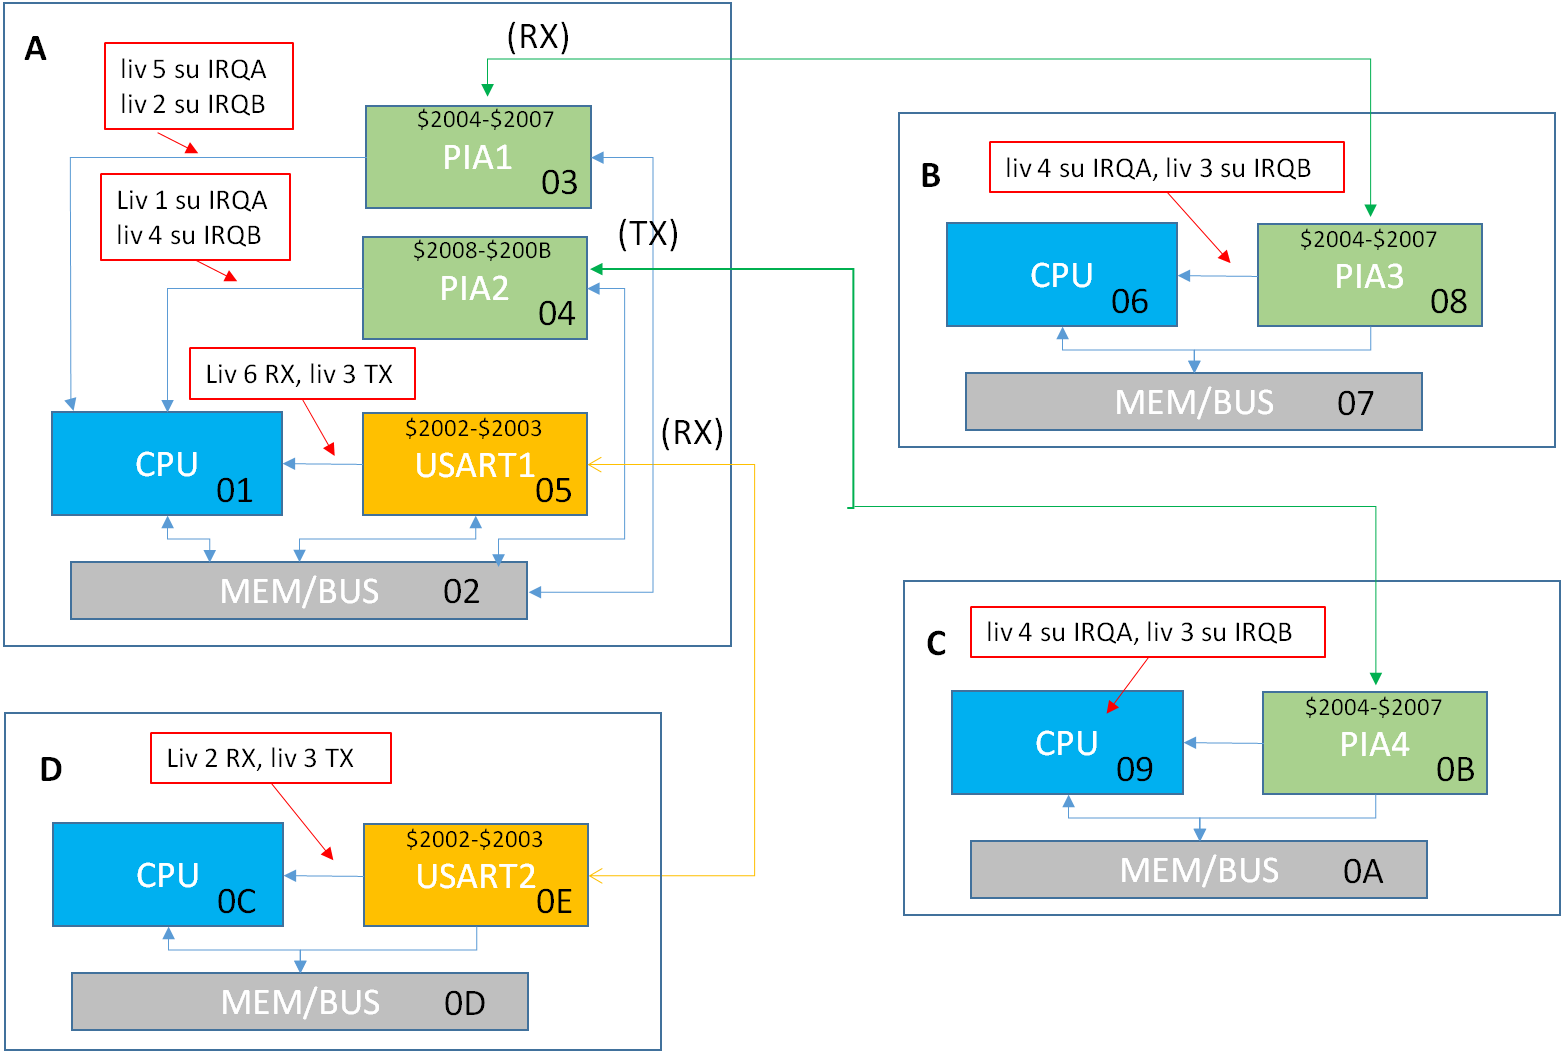 A
liv 5 su IRQA
liv 2 su IRQB
(RX)
$2004-$2007
PIA1
03
Liv 1 su IRQA
liv 4 su IRQB
(TX)
$2008-$200B
PIA2
04
Liv 6 RX, liv 3 TX
(RX)
CPU
01
$2002-$2003
USART1
05
MEM/BUS
02
B
liv 4 su IRQA, liv 3 su IRQB
CPU
06
$2004-$2007
PIA3
08
MEM/BUS
07
C
liv 4 su IRQA, liv 3 su IRQB
CPU
09
$2004-$2007
PIA4
0B
MEM/BUS
0A
D
Liv 2 RX, liv 3 TX
CPU
0C
$2002-$2003
USART2
0E
MEM/BUS
0D